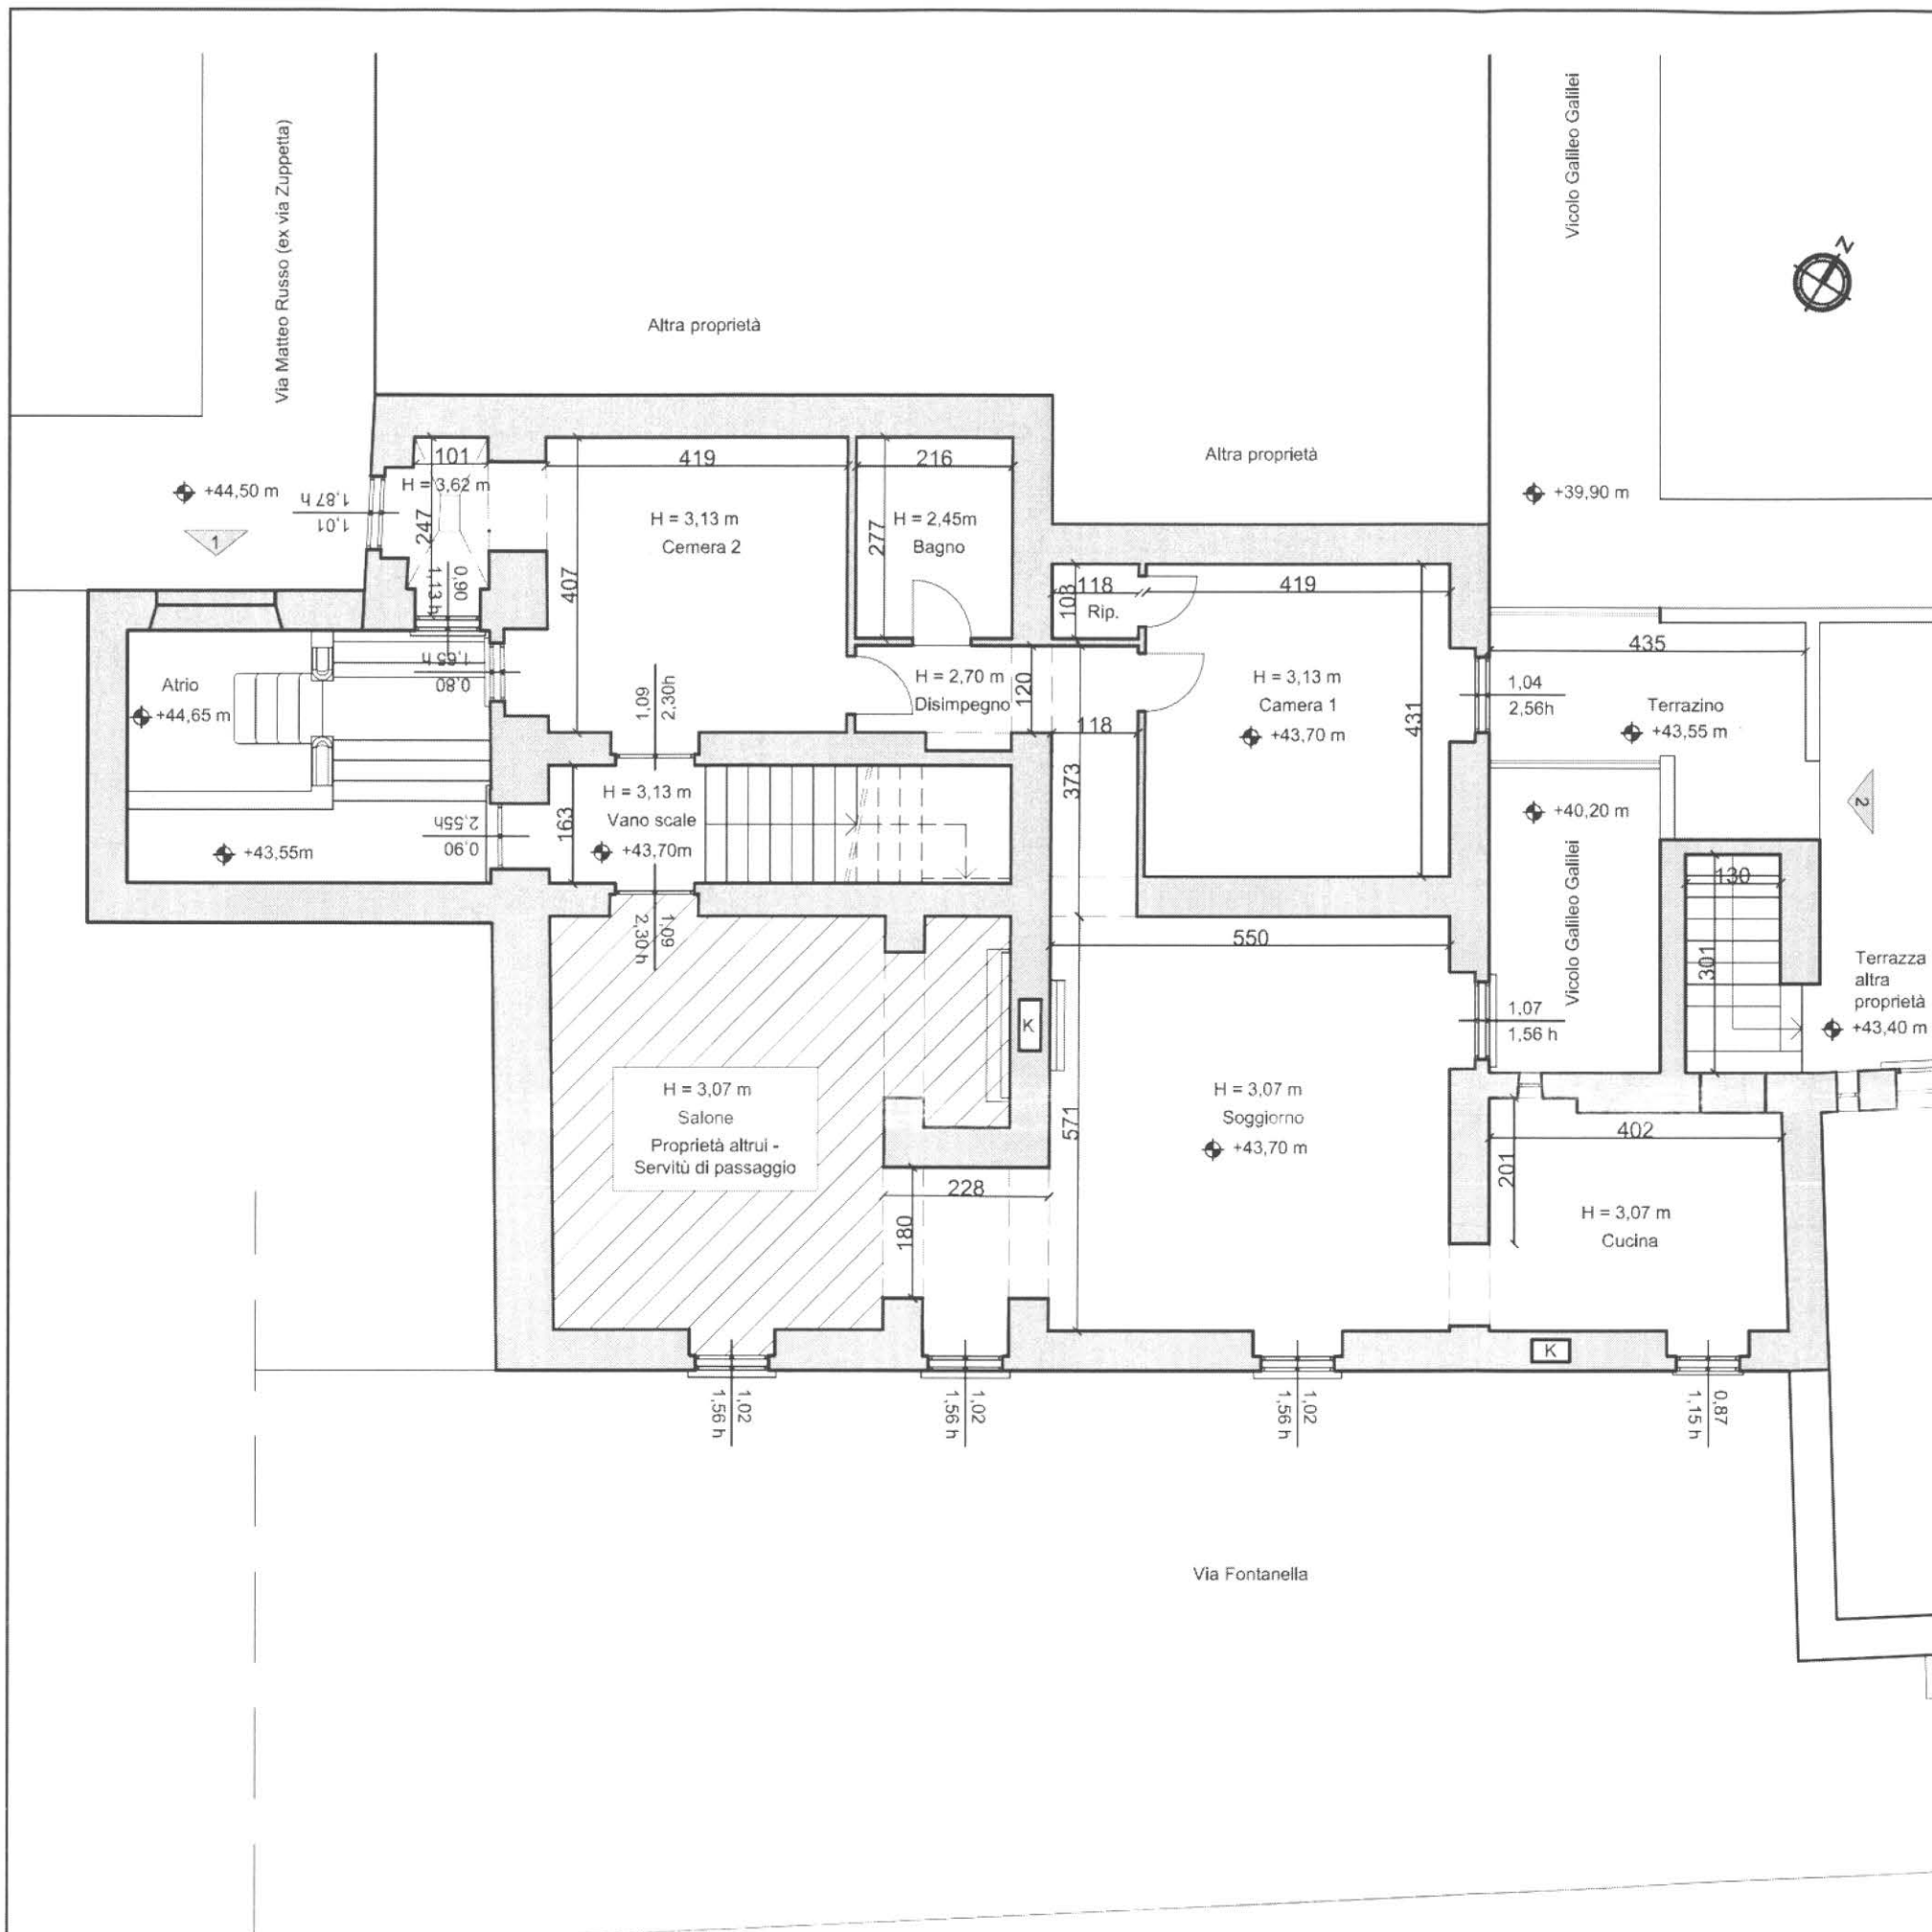 Via Matteo Russo (ex via Zuppetta)
Vicolo Galileo Galilei
N
Altra proprietà
Altra proprietà
+44,50 m
1
1,01
1,87 h
101
H = 3,62 m
247
0,90
1,13 h
419
H = 3,13 m
Cemera 2
407
216
277
H = 2,45m
Bagno
+39,90 m
118
103
Rip.
419
H = 3,13 m
Camera 1
+43,70 m
431
435
1,04
2,56h
Terrazino
+43,55 m
Atrio
+44,65 m
0,80
1,65 h
1,09
2,30h
H = 2,70 m
Disimpegno
120
118
373
+43,55m
0,90
2,55h
163
H = 3,13 m
Vano scale
+43,70m
+40,20 m
Vicolo Galileo Galilei
2
130
301
1,09
2,30 h
550
K
1,07
1,56 h
Terrazza
altra
proprietà
+43,40 m
H = 3,07 m
Salone
Proprietà altrui -
Servitù di passaggio
228
180
571
H = 3,07 m
Soggiorno
+43,70 m
402
201
H = 3,07 m
Cucina
K
1,02
1,56 h
1,02
1,56 h
1,02
1,56 h
0,87
1,15 h
Via Fontanella